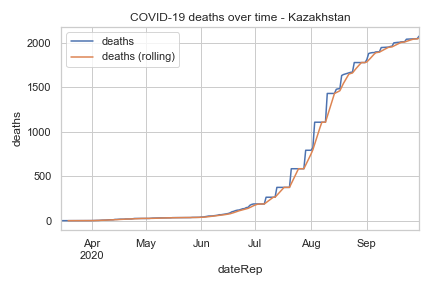 COVID-19 deaths over time - Kazakhstan
deaths
deaths (rolling)
2000
1500
1000
500
0
deaths
Apr
2020
May
Jun
Jul
Aug
Sep
dateRep